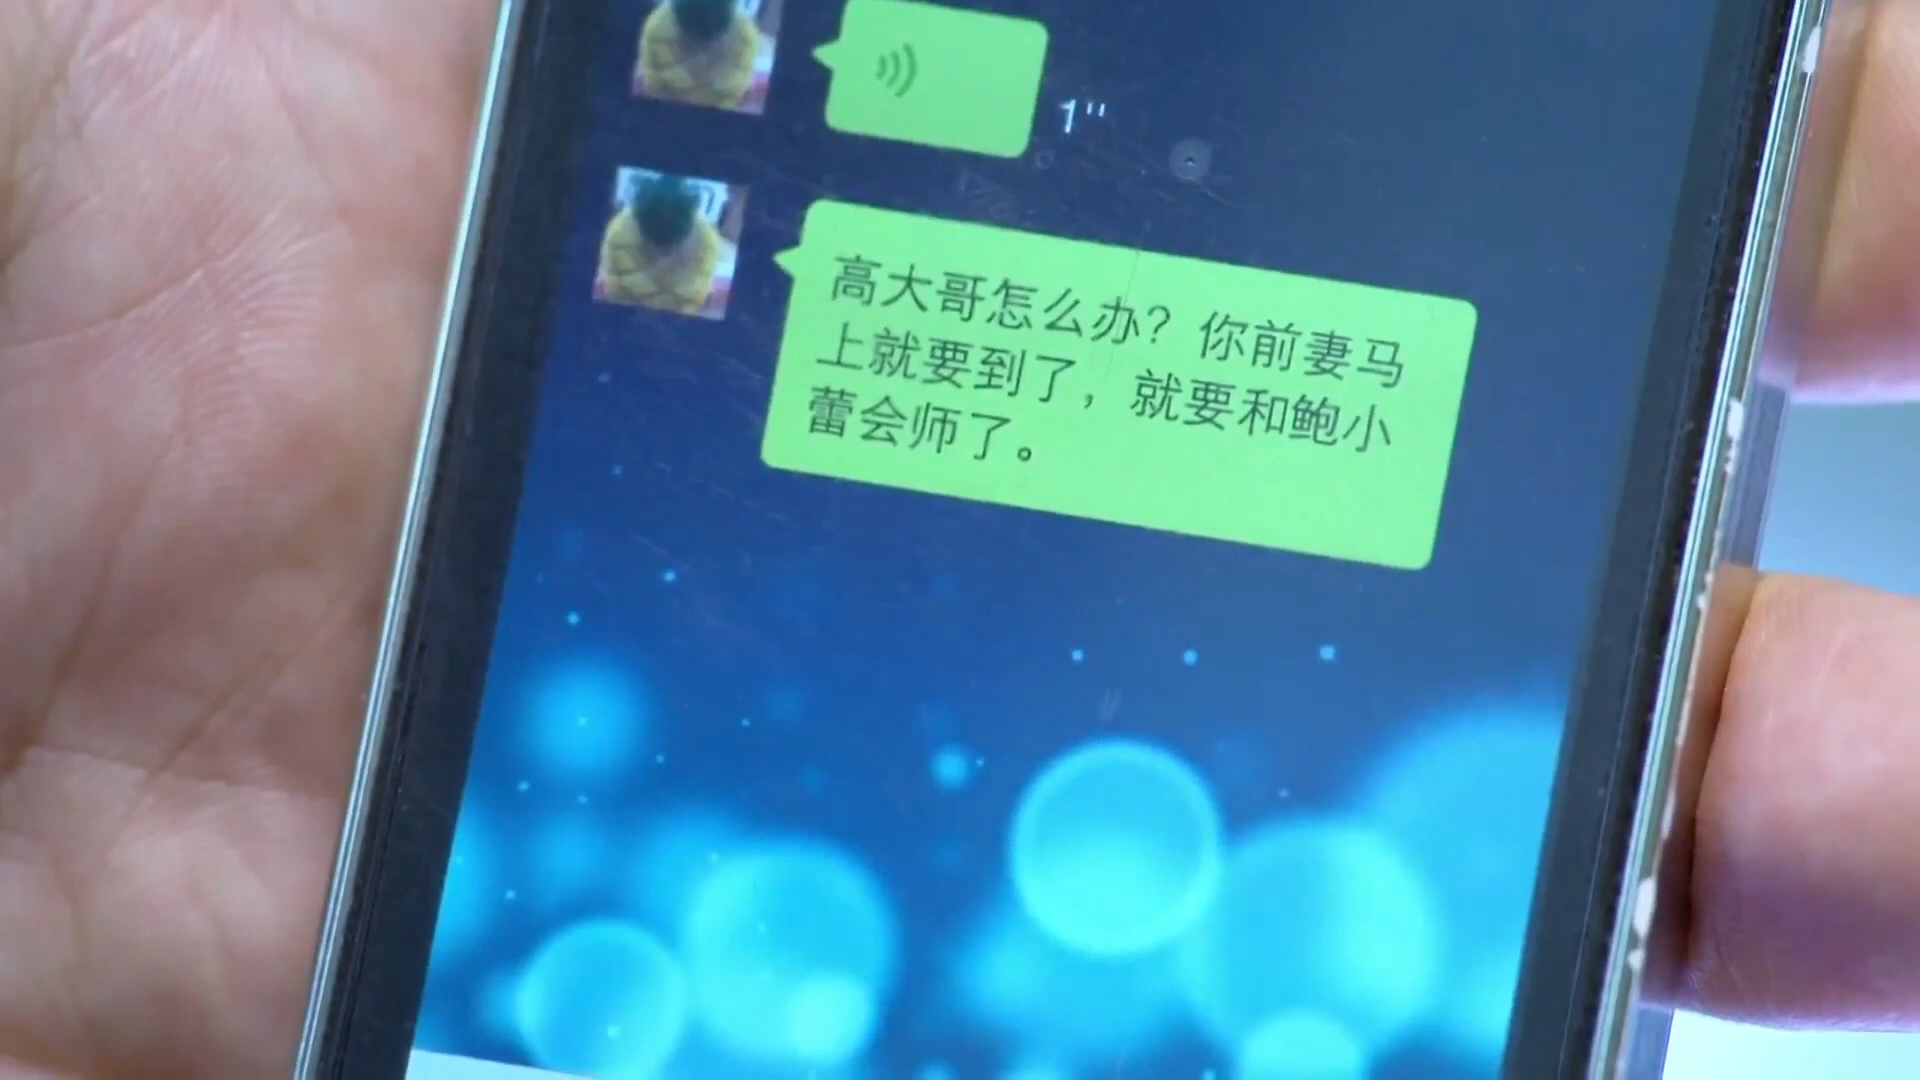 1"
高大哥怎么办？你前妻马
上就要到了，就要和鲍小
蕾会师了。